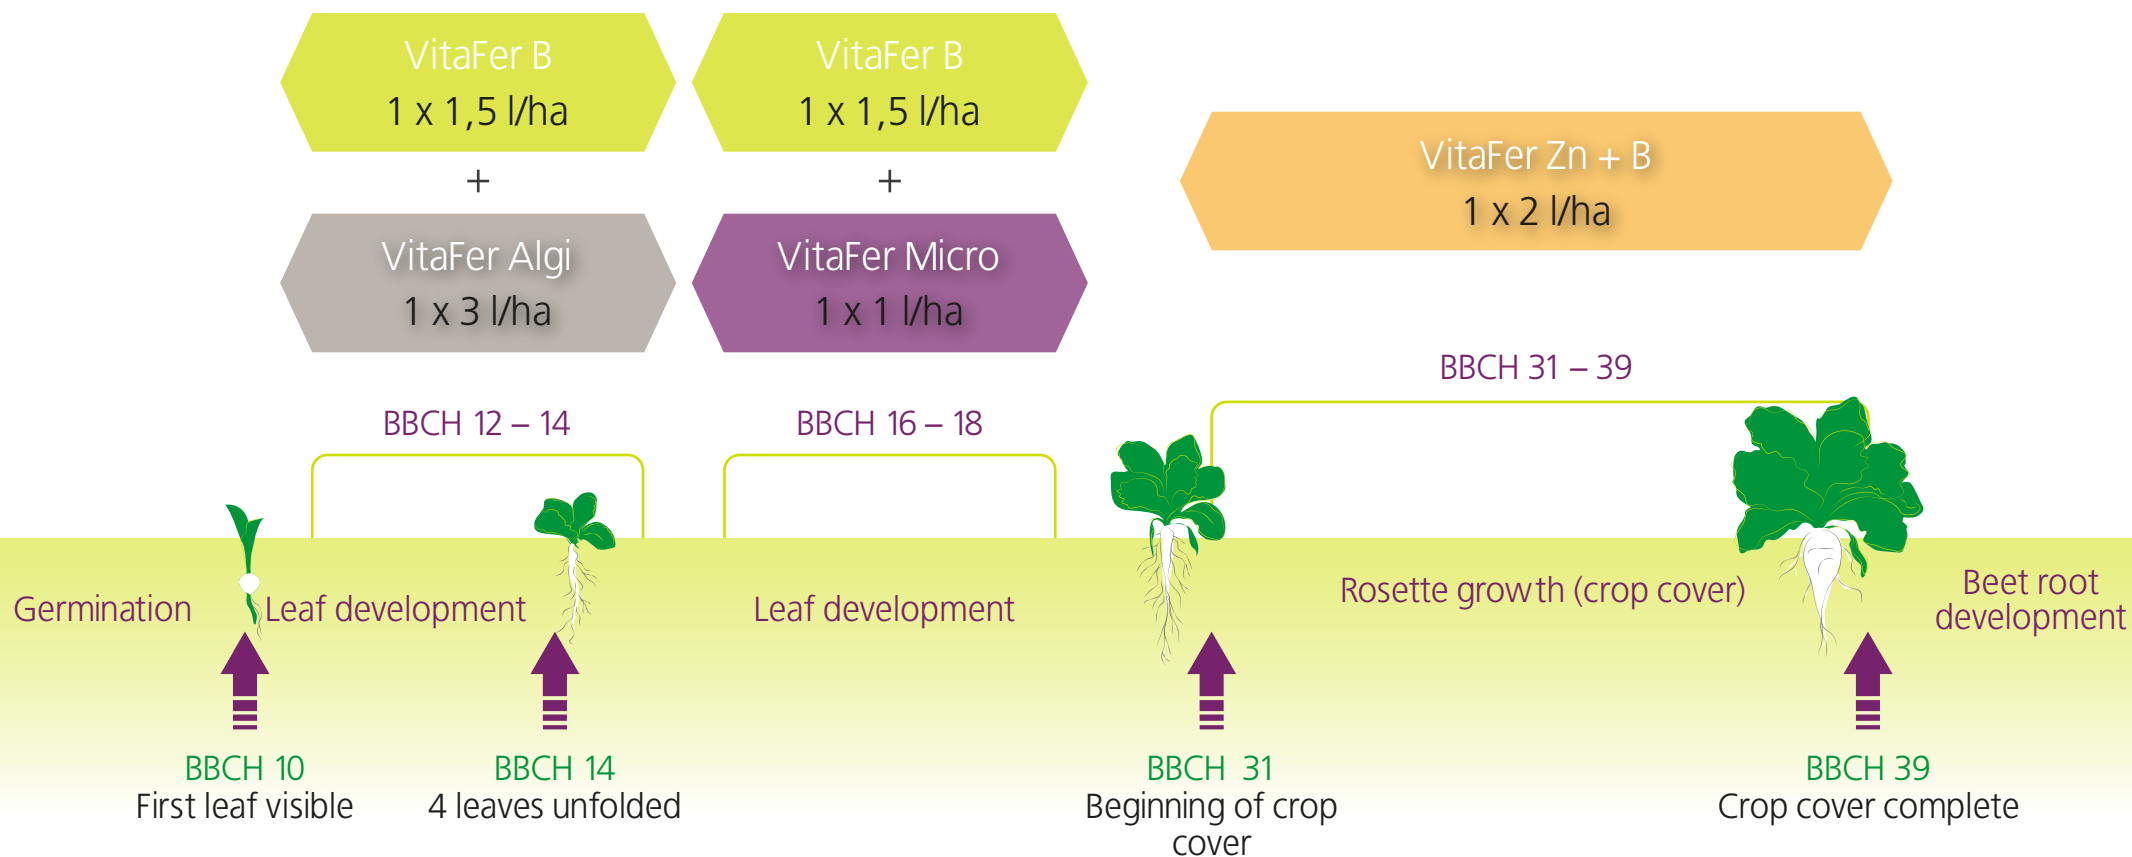 VitaFer B
1 x 1,5 l/ha
+
VitaFer Algi
1 x 3 l/ha
BBCH 12 – 14
VitaFer B
1 x 1,5 l/ha
+
VitaFer Micro
1 x 1 l/ha
BBCH 16 – 18
VitaFer Zn + B
1 x 2 l/ha
BBCH 31 – 39
Germination
Leaf development
Leaf development
Rosette growth (crop cover)
Beet root
development
BBCH 10
First leaf visible
BBCH 14
4 leaves unfolded
BBCH 31
Beginning of crop
cover
BBCH 39
Crop cover complete